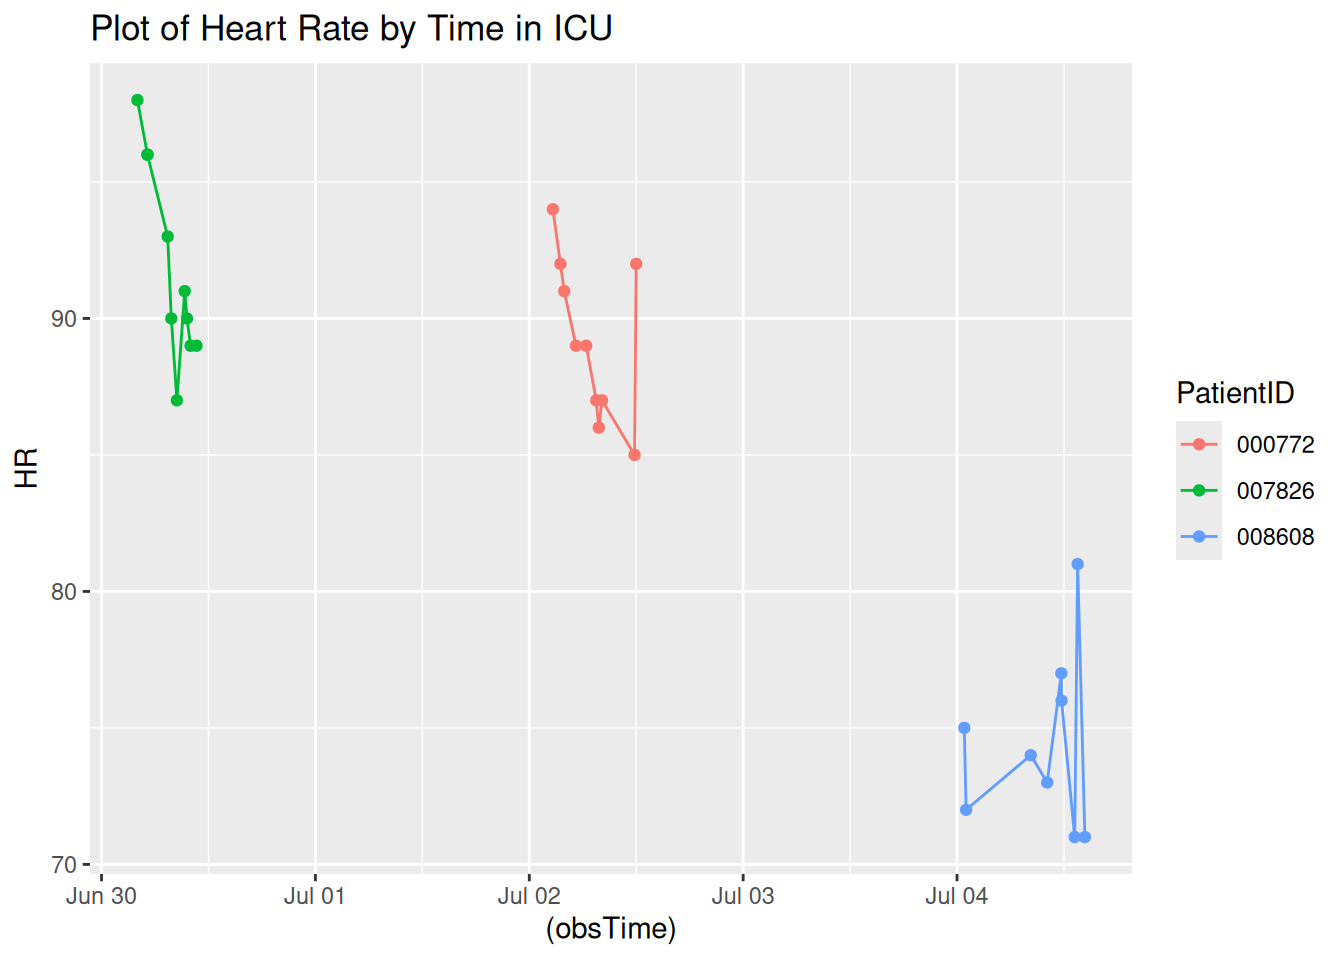 Plot of Heart Rate by Time in ICU
HR
90
80
70
Jun 30
Jul 01
Jul 02
Jul 03
Jul 04
(obsTime)
PatientID
000772
007826
008608